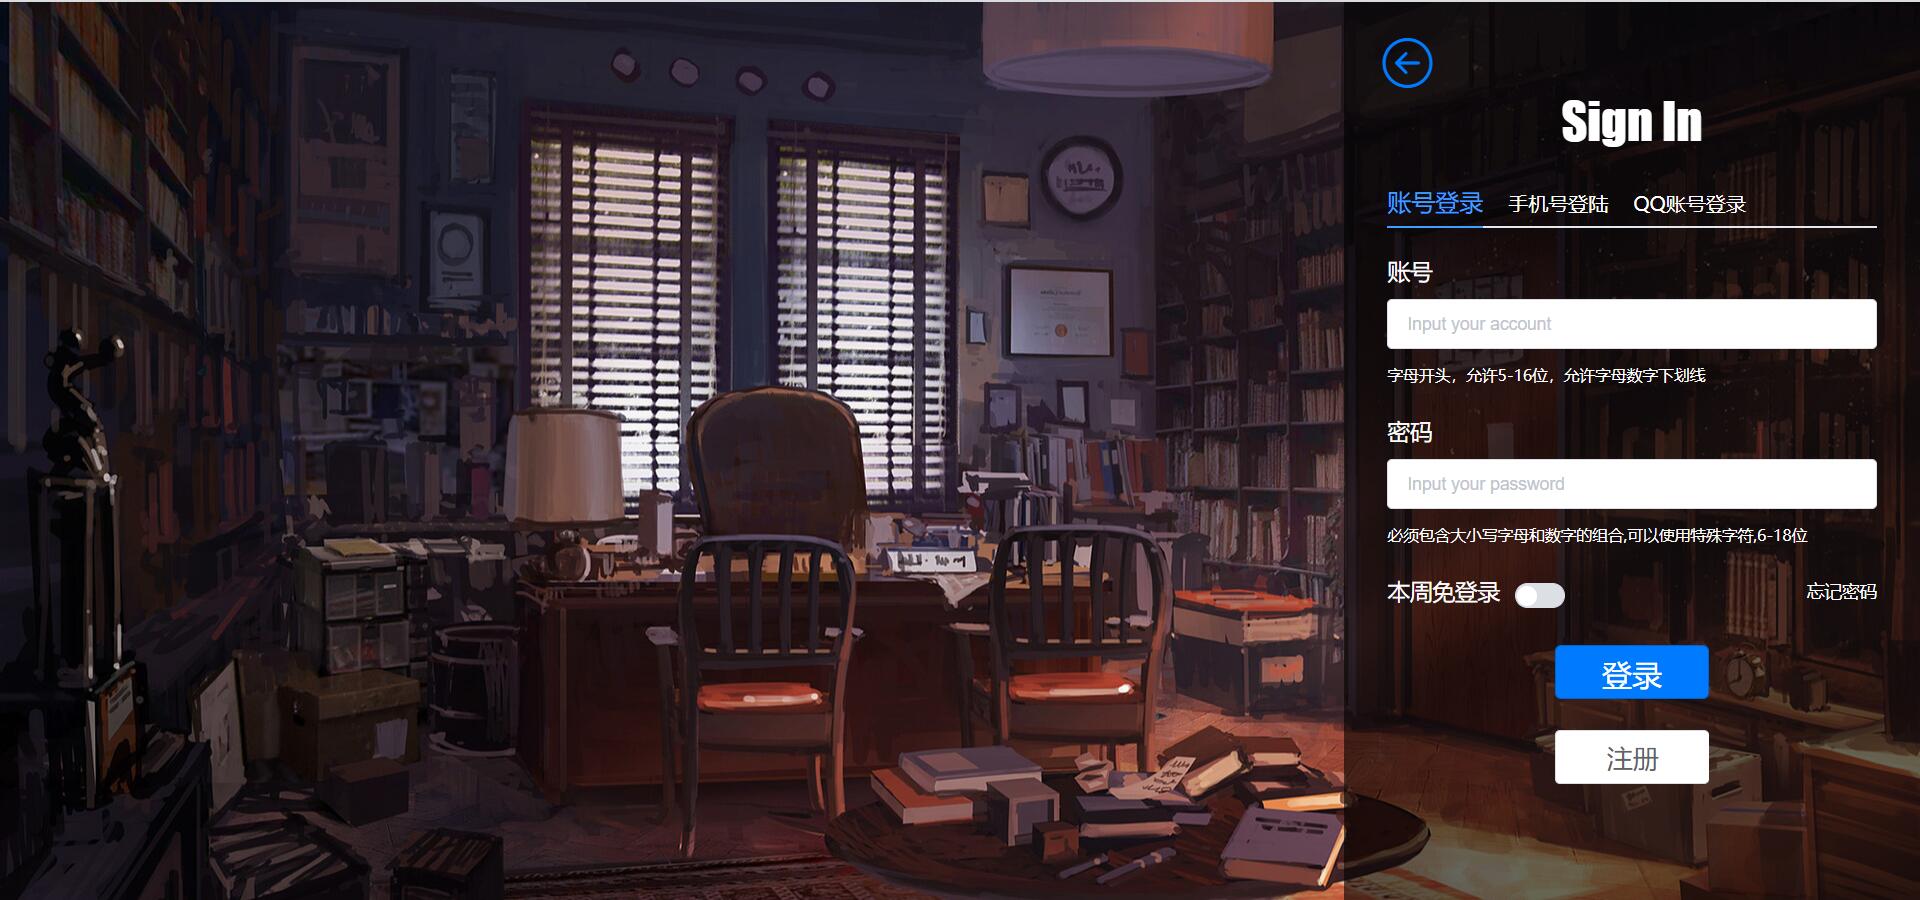 Sign In
账号登录 手机号登陆 QQ账号登录
账号
Input your account
字母开头，允许5-16位，允许字母数字下划线
密码
Input your password
必须包含大小写字母和数字的组合,可以使用特殊字符,6-18位
本周免登录 忘记密码
登录
注册